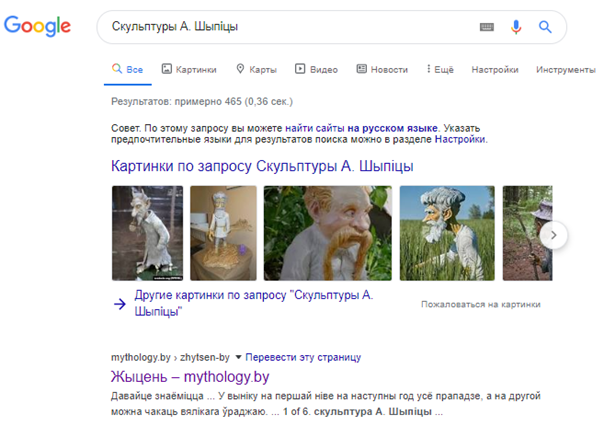 Google
Скульптуры А. Шыпіцы
Все Картинки Карты Видео Новости Ещё Настройки Инструменты
Результатов: примерно 465 (0,36 сек.)
Совет. По этому запросу вы можете найти сайты на русском языке. Указать
предпочтительные языки для результатов поиска можно в разделе Настройки.
Картинки по запросу Скульптуры А. Шыпіцы
Другие картинки по запросу "Скульптуры А.
Шыпіцы"
Пожаловаться на картинки
mythology.by › zhytsen-by Перевести эту страницу
Жыцень – mythology.by
Давайце знаёміцца ... У выніку на першай ніве на наступны год усё прападзе, а на другой
можна чакаць вялікага ўраджаю. ... 1 of 6. скульптура А. Шыпіцы ...